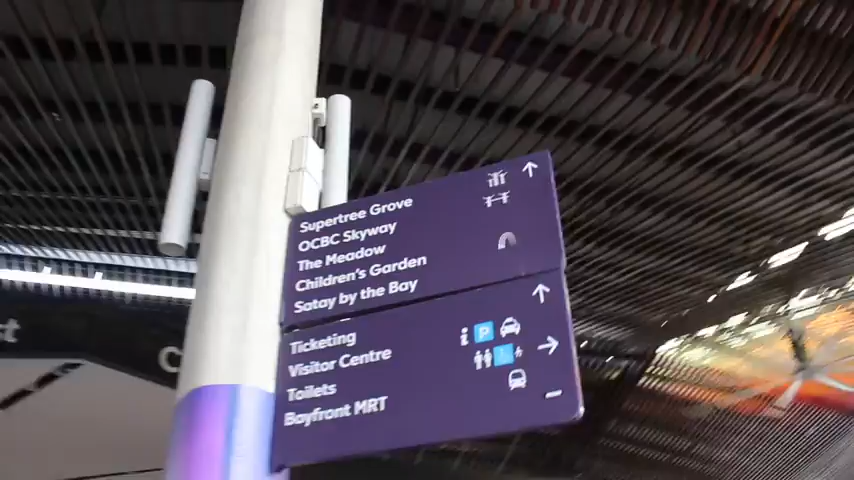 Supertree Grove
OCBC Skyway
The Meadow
Children's Garden
Satay by the Bay
Ticketing
Visitor Centre
Toilets
Bayfront MRT